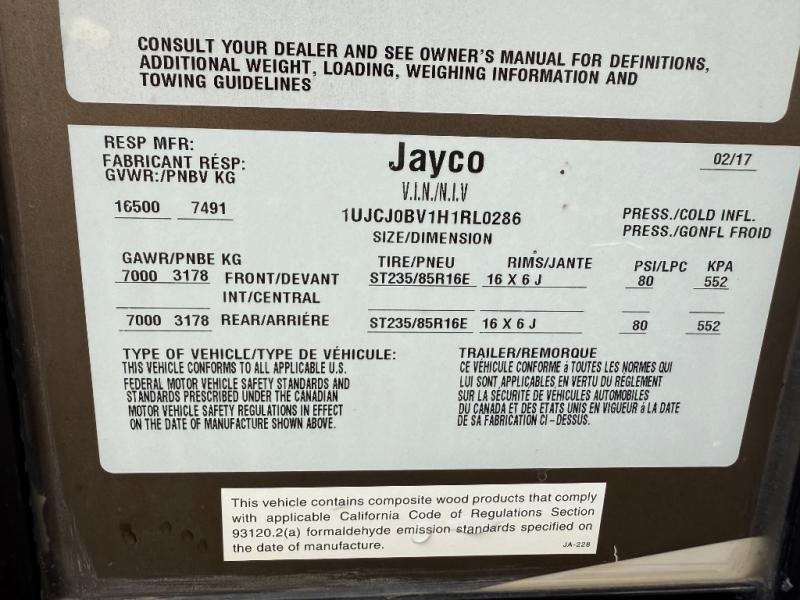 CONSULT YOUR DEALER AND SEE OWNER'S MANUAL FOR DEFINITIONS,
ADDITIONAL WEIGHT, LOADING, WEIGHING INFORMATION AND
TOWING GUIDELINES
RESP MFR:
FABRICANT RÉSP:
GVWR:/PNBV KG
Jayco
02/17
V.I.N./N.I.V
16500 7491
1UJCJ0BV1H1RL0286
PRESS./COLD INFL.
PRESS./GONFL FROID
SIZE/DIMENSION
GAWR/PNBE KG TIRE/PNEU RIMS/JANTE PSI/LPC KPA
7000 3178 FRONT/DEVANT ST235/85R16E 16 X 6 J 80 552
INT/CENTRAL
7000 3178 REAR/ARRIÉRE ST235/85R16E 16 X 6 J 80 552
TYPE OF VEHICLE/TYPE DE VÉHICULE: TRAILER/REMORQUE
THIS VEHICLE CONFORMS TO ALL APPLICABLE U.S.
FEDERAL MOTOR VEHICLE SAFETY STANDARDS AND
STANDARDS PRESCRIBED UNDER THE CANADIAN
MOTOR VEHICLE SAFETY REGULATIONS IN EFFECT
ON THE DATE OF MANUFACTURE SHOWN ABOVE.
CE VÉHICULE CONFORME à TOUTES LES NORMES QUI
LUI SONT APPLICABLES EN VERTU DU RÉGLEMENT
SUR LA SÉCURITÉ DE VÉHICULES AUTOMOBILES
DU CANADA ET DES ETATS UNIS EN VIGUEUR à LA DATE
DE SA FABRICATION CI-DESSUS.
This vehicle contains composite wood products that comply
with applicable California Code of Regulations Section
93120.2(a) formaldehyde emission standards specified on
the date of manufacture.
JA-228